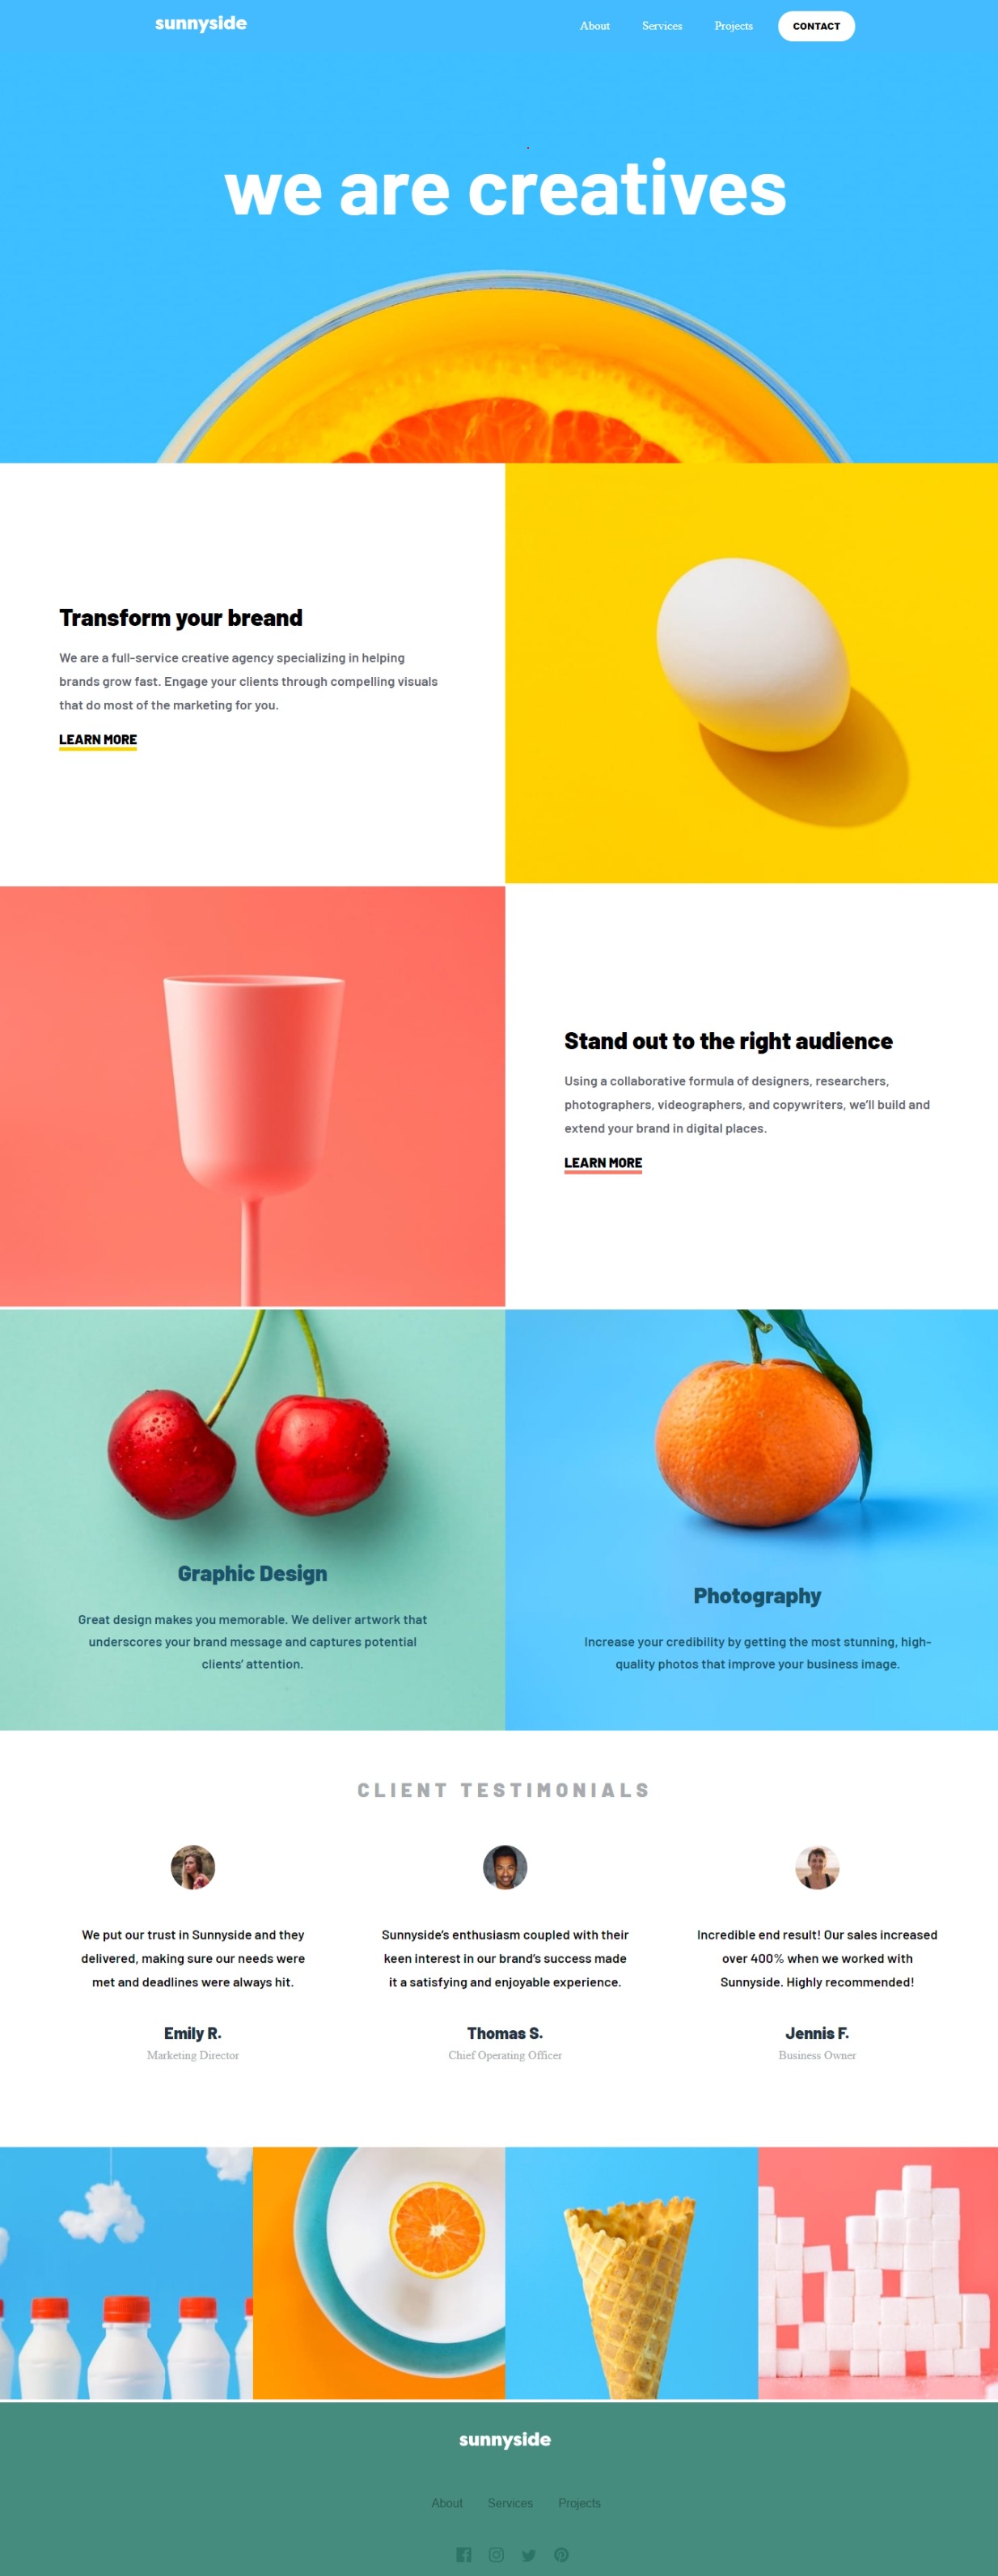 sunnyside
About Services Projects CONTACT
we are creatives
Transform your breand
We are a full-service creative agency specializing in helping
brands grow fast. Engage your clients through compelling visuals
that do most of the marketing for you.
LEARN MORE
Stand out to the right audience
Using a collaborative formula of designers, researchers,
photographers, videographers, and copywriters, we’ll build and
extend your brand in digital places.
LEARN MORE
Graphic Design
Great design makes you memorable. We deliver artwork that
underscores your brand message and captures potential
clients’ attention.
Photography
Increase your credibility by getting the most stunning, high-
quality photos that improve your business image.
CLIENT TESTIMONIALS
We put our trust in Sunnyside and they
delivered, making sure our needs were
met and deadlines were always hit.
Emily R.
Marketing Director
Sunnyside’s enthusiasm coupled with their
keen interest in our brand’s success made
it a satisfying and enjoyable experience.
Thomas S.
Chief Operating Officer
Incredible end result! Our sales increased
over 400% when we worked with
Sunnyside. Highly recommended!
Jennis F.
Business Owner
sunnyside
About Services Projects